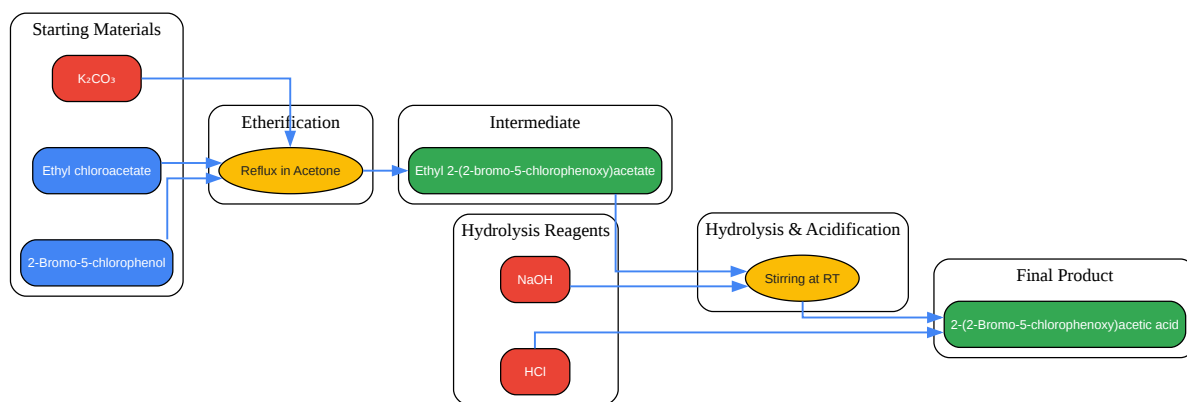 Starting Materials
K₂CO₃
Ethyl chloroacetate
2-Bromo-5-chlorophenol
Etherification
Reflux in Acetone
Intermediate
Ethyl 2-(2-bromo-5-chlorophenoxy)acetate
Hydrolysis Reagents
NaOH
HCl
Hydrolysis & Acidification
Stirring at RT
Final Product
2-(2-Bromo-5-chlorophenoxy)acetic acid